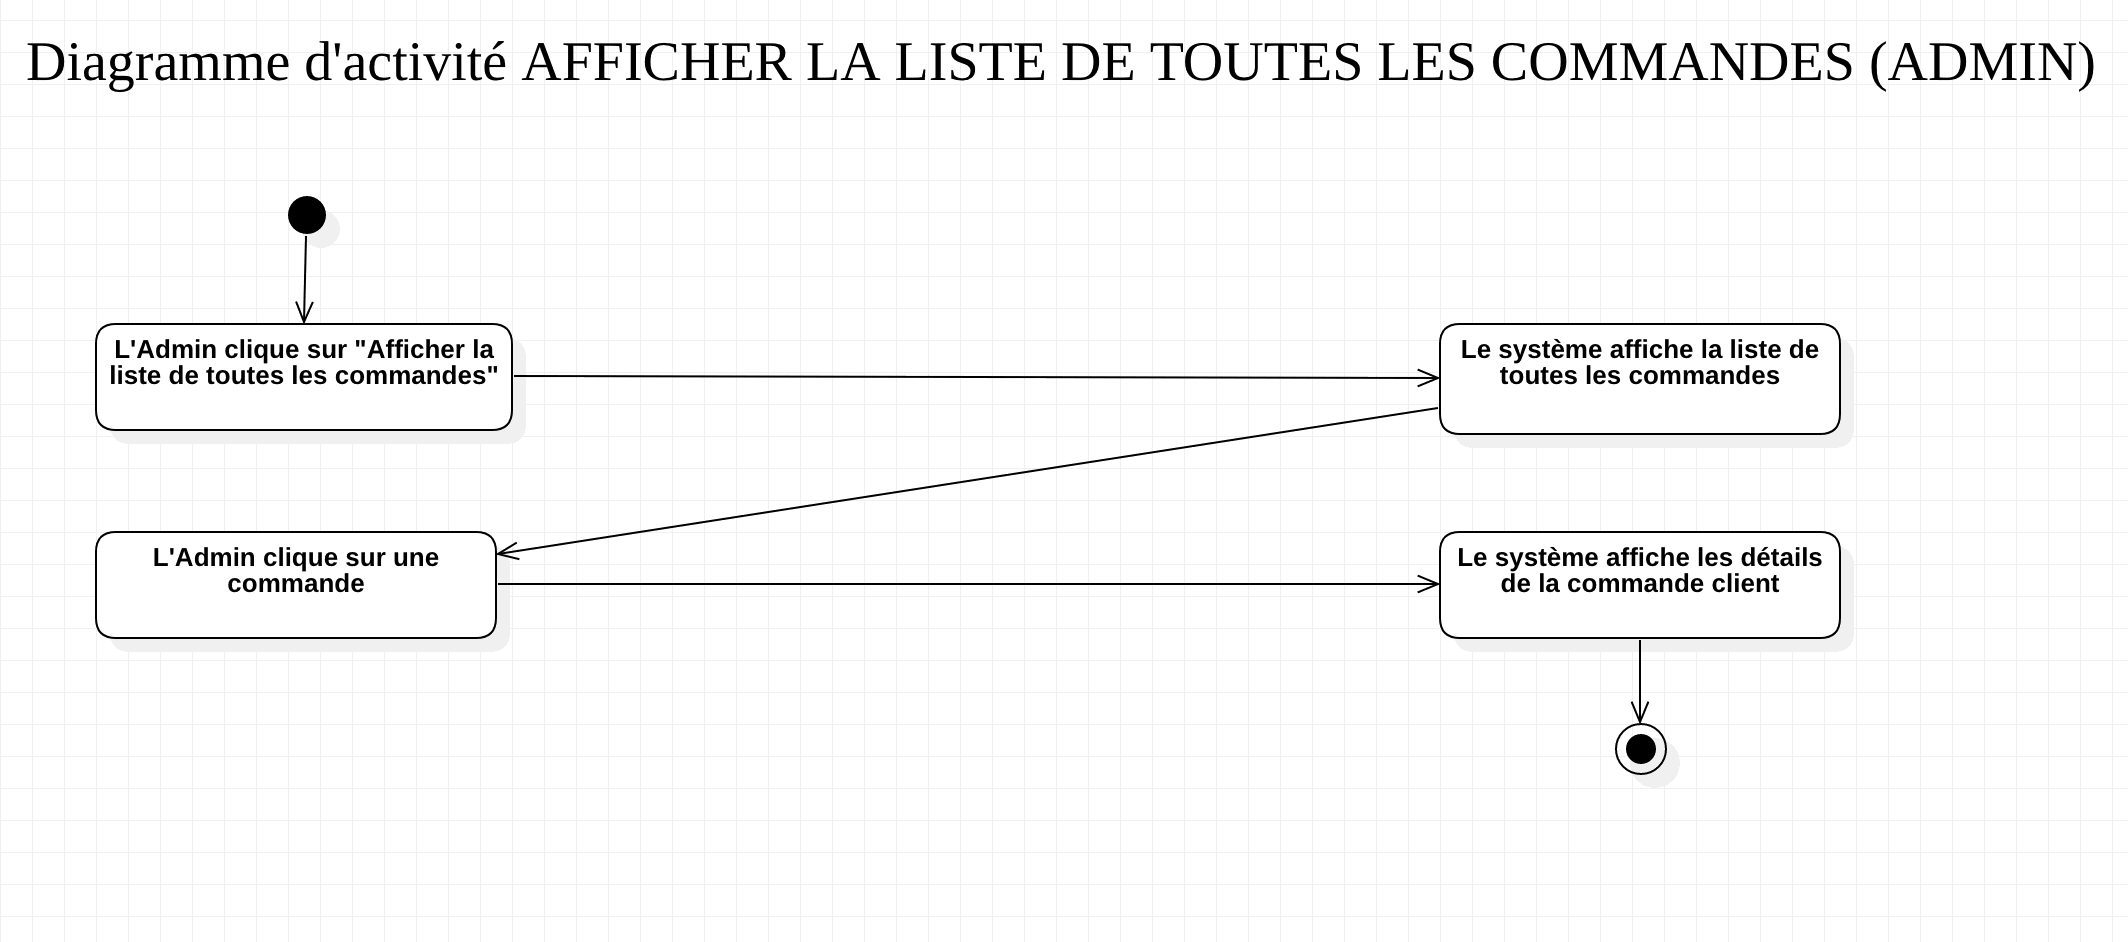 Diagramme d'activité AFFICHER LA LISTE DE TOUTES LES COMMANDES (ADMIN)
L'Admin clique sur "Afficher la
liste de toutes les commandes"
Le système affiche la liste de
toutes les commandes
L'Admin clique sur une
commande
Le système affiche les détails
de la commande client